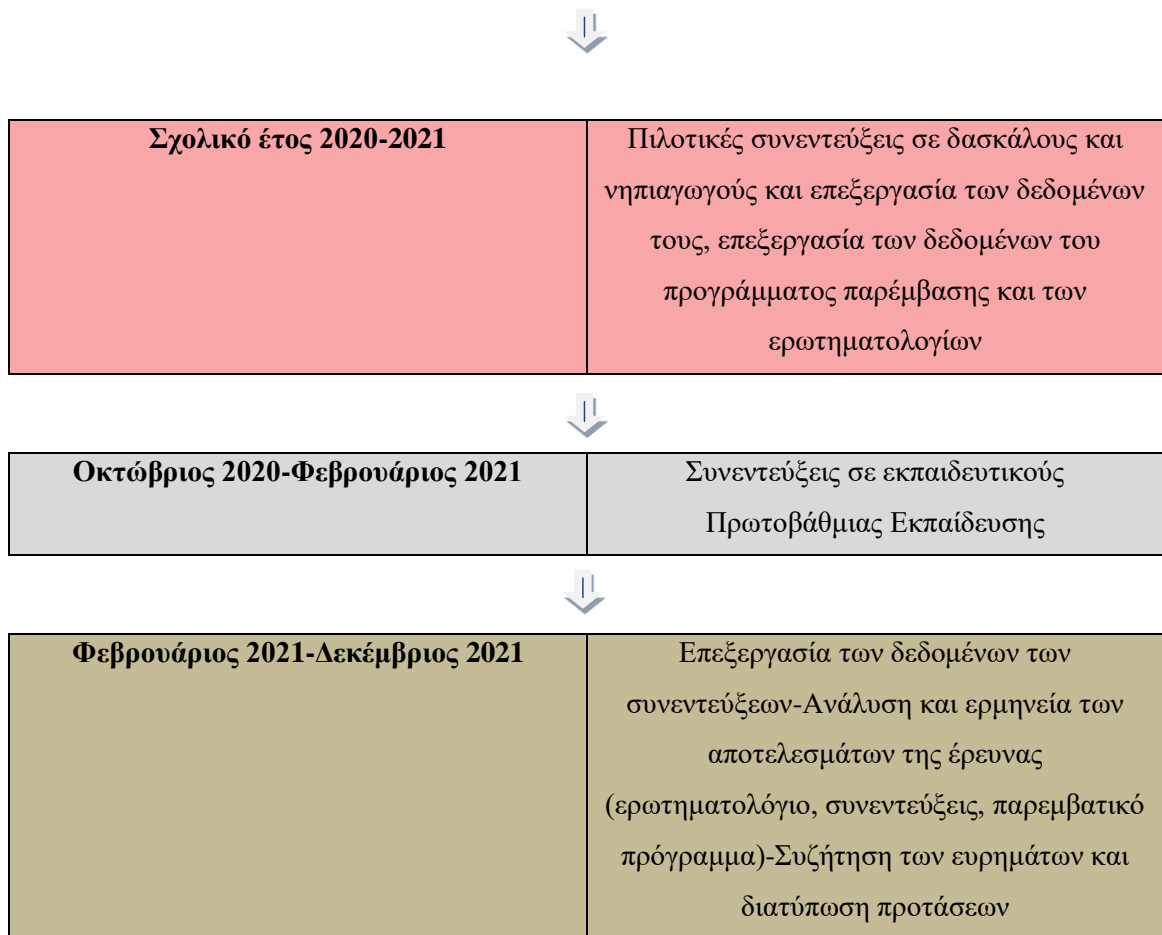 Σχολικό έτος 2020-2021
Πιλοτικές συνεντεύξεις σε δασκάλους και
νηπιαγωγούς και επεξεργασία των δεδομένων
τους, επεξεργασία των δεδομένων του
προγράμματος παρέμβασης και των
ερωτηματολογίων
Οκτώβριος 2020-Φεβρουάριος 2021
Συνεντεύξεις σε εκπαιδευτικούς
Πρωτοβάθμιας Εκπαίδευσης
Φεβρουάριος 2021-Δεκέμβριος 2021
Επεξεργασία των δεδομένων των
συνεντεύξεων-Ανάλυση και ερμηνεία των
αποτελεσμάτων της έρευνας
(ερωτηματολόγιο, συνεντεύξεις, παρεμβατικό
πρόγραμμα)-Συζήτηση των ευρημάτων και
διατύπωση προτάσεων